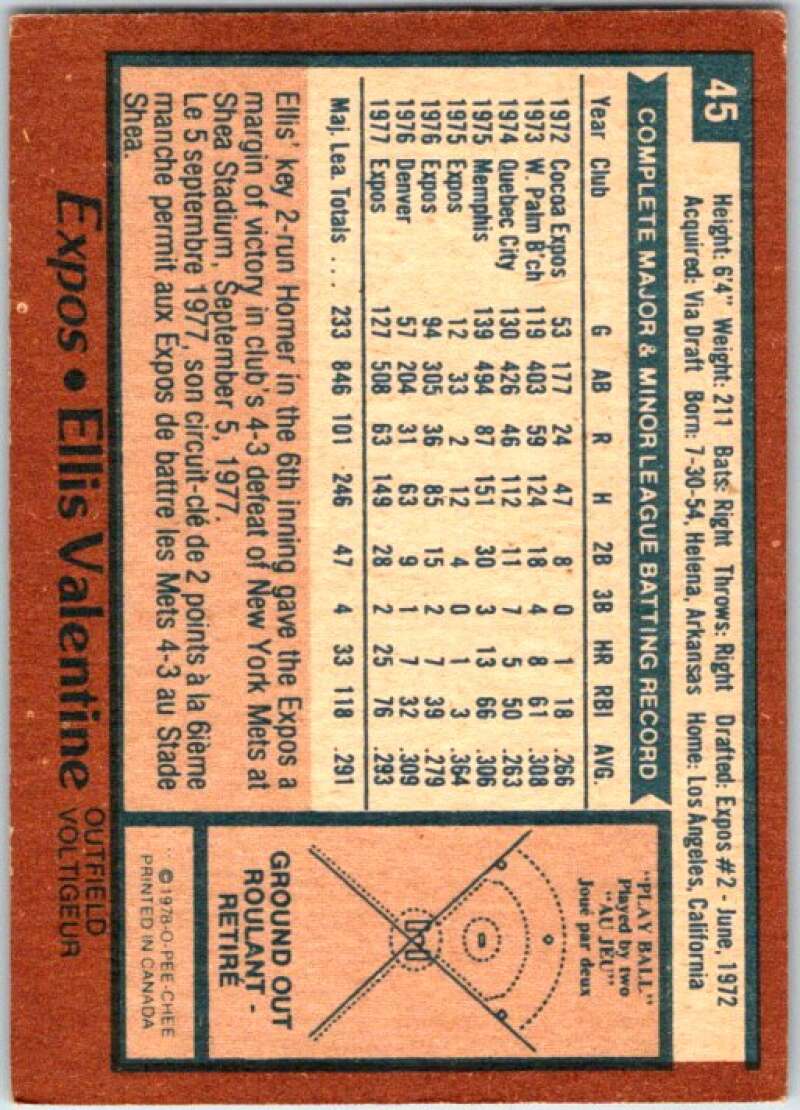 45
Height: 6'4" Weight: 211 Bats: Right Throws: Right Drafted: Expos #2 - June, 1972
Acquired: Via Draft Born: 7-30-54, Helena, Arkansas Home: Los Angeles, California
COMPLETE MAJOR & MINOR LEAGUE BATTING RECORD
Year Club G AB R H 2B 3B HR RBI AVG.
1972 Cocoa Expos 53 177 24 47 8 0 1 18 .266
1973 W. Palm B'ch 119 403 59 124 18 4 8 61 .308
1974 Quebec City 130 426 46 112 11 7 5 50 .263
1975 Memphis 139 494 87 151 30 3 13 66 .306
1975 Expos 12 33 2 12 4 0 1 3 .364
1976 Expos 94 305 36 85 15 2 7 39 .279
1976 Denver 57 204 31 63 9 1 7 32 .309
1977 Expos 127 508 63 149 28 2 25 76 .293
Maj. Lea. Totals ... 233 846 101 246 47 4 33 118 .291
Ellis' key 2-run Homer in the 6th inning gave the Expos a
margin of victory in club's 4-3 defeat of New York Mets at
Shea Stadium, September 5, 1977.
Le 5 septembre 1977, son circuit-clé de 2 points à la 6ième
manche permit aux Expos de battre les Mets 4-3 au Stade
Shea.
"PLAY BALL"
Played by two
"AU JEU"
Joué par deux
GROUND OUT
ROULANT -
RETIRÉ
© 1978-O-PEE-CHEE
PRINTED IN CANADA
Expos • Ellis Valentine
OUTFIELD
VOLTIGEUR